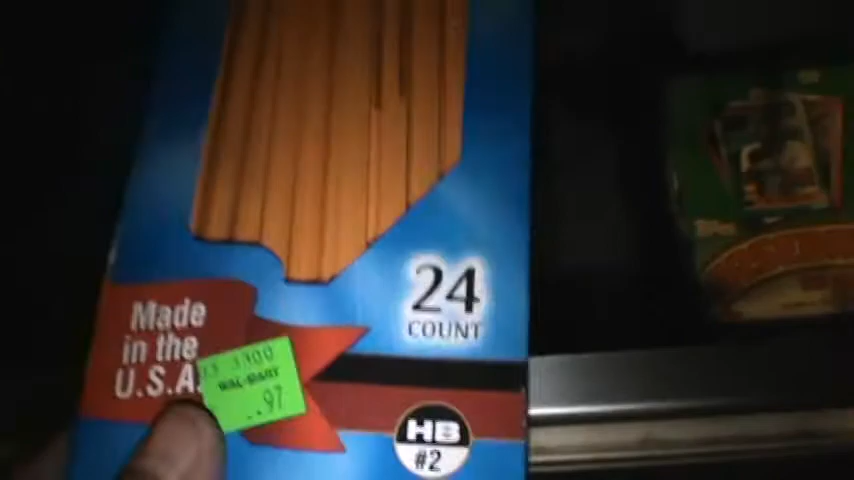 24
COUNT
Made
in the
U.S.A.
WAL-MART
.97
HB
#2